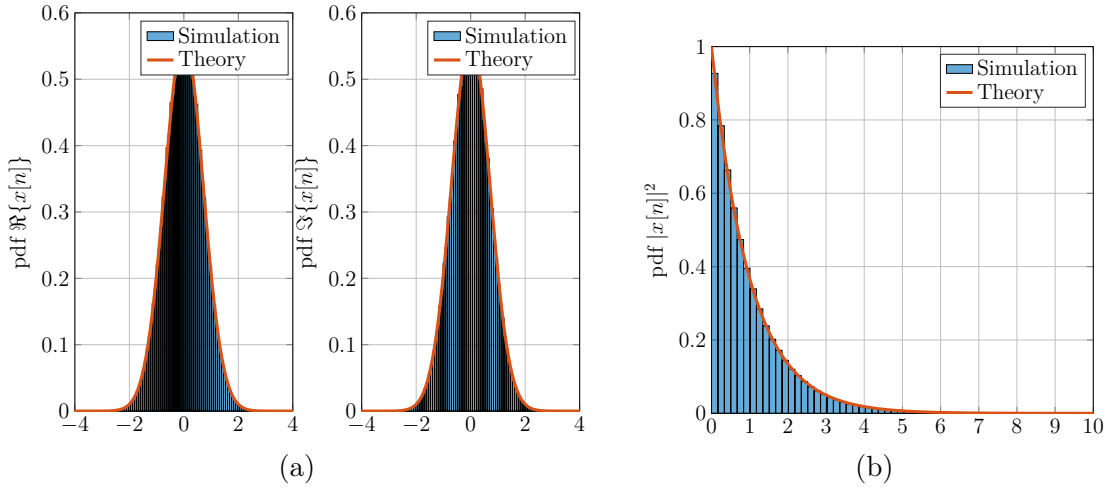 0.6
0.5
0.4
0.3
0.2
0.1
0
−4 −2 0 2 4
pdf ℜ{x[n]}
Simulation
Theory
0.6
0.5
0.4
0.3
0.2
0.1
0
−4 −2 0 2 4
pdf ℑ{x[n]}
Simulation
Theory
(a)
1
0.8
0.6
0.4
0.2
0
0 1 2 3 4 5 6 7 8 9 10
pdf |x[n]|²
Simulation
Theory
(b)